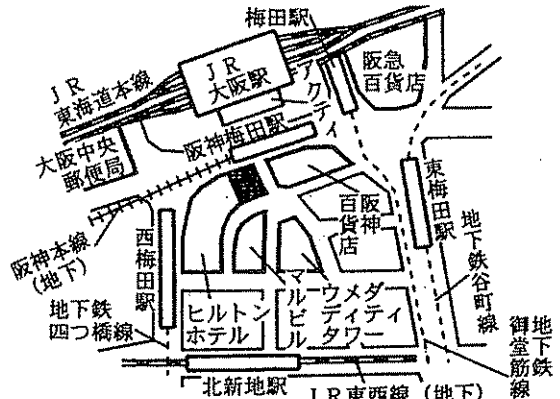 梅田駅
JR
大阪駅
アクティ
阪急
百貨店
JR
東海道本線
阪神梅田駅
大阪中央
郵便局
阪神
百貨店
東梅田駅
阪神本線
(地下)
西梅田駅
地下鉄谷町線
地下鉄
四つ橋線
ヒルトン
ホテル
マルビル
ウメダ
ディディ
タワー
シティ
地下鉄
御堂筋線
北新地駅
JR東西線(地下)